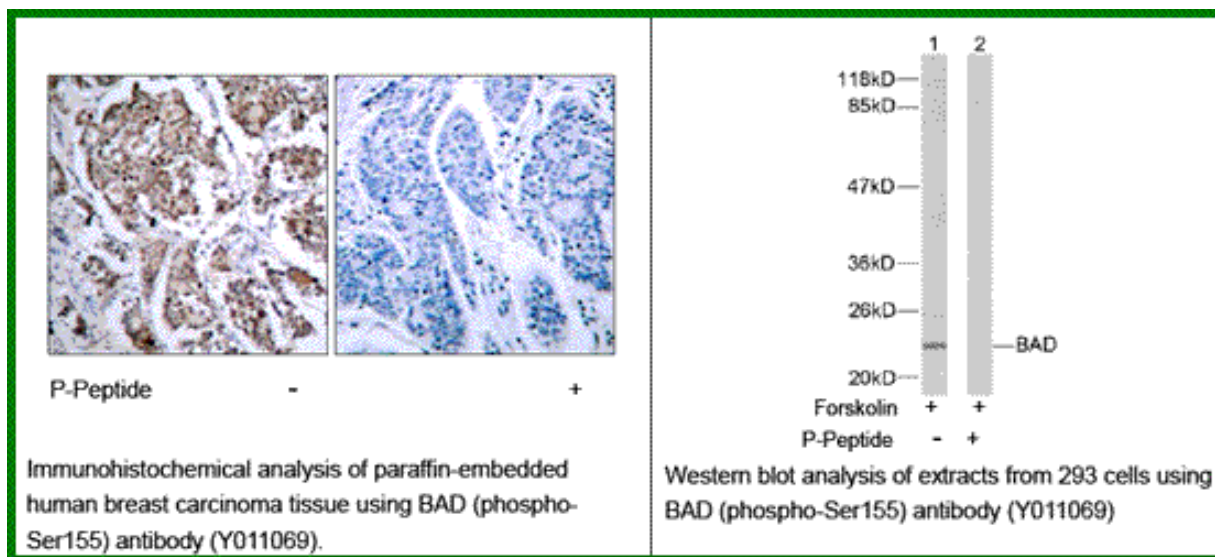 P-Peptide - +
Immunohistochemical analysis of paraffin-embedded
human breast carcinoma tissue using BAD (phospho-
Ser155) antibody (Y011069).
1 2
118kD
85kD
47kD
36kD
26kD
BAD
20kD
Forskolin + +
P-Peptide - +
Western blot analysis of extracts from 293 cells using
BAD (phospho-Ser155) antibody (Y011069)